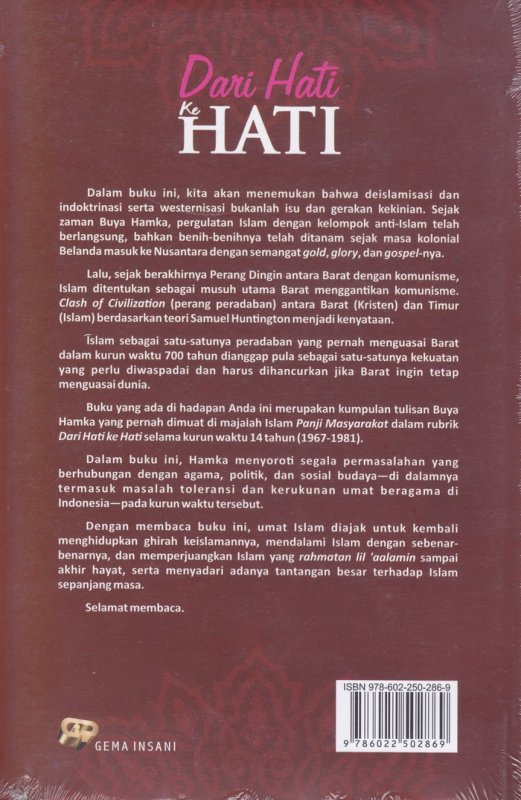 Dari Hati
Ke
HATI
Dalam buku ini, kita akan menemukan bahwa deislamisasi dan
indoktrinasi serta westernisasi bukanlah isu dan gerakan kekinian. Sejak
zaman Buya Hamka, pergulatan Islam dengan kelompok anti-Islam telah
berlangsung, bahkan benih-benihnya telah ditanam sejak masa kolonial
Belanda masuk ke Nusantara dengan semangat gold, glory, dan gospel-nya.
Lalu, sejak berakhirnya Perang Dingin antara Barat dengan komunisme,
Islam ditentukan sebagai musuh utama Barat menggantikan komunisme.
Clash of Civilization (perang peradaban) antara Barat (Kristen) dan Timur
(Islam) berdasarkan teori Samuel Huntington menjadi kenyataan.
Islam sebagai satu-satunya peradaban yang pernah menguasai Barat
dalam kurun waktu 700 tahun dianggap pula sebagai satu-satunya kekuatan
yang perlu diwaspadai dan harus dihancurkan jika Barat ingin tetap
menguasai dunia.
Buku yang ada di hadapan Anda ini merupakan kumpulan tulisan Buya
Hamka yang pernah dimuat di majalah Islam Panji Masyarakat dalam rubrik
Dari Hati ke Hati selama kurun waktu 14 tahun (1967-1981).
Dalam buku ini, Hamka menyoroti segala permasalahan yang
berhubungan dengan agama, politik, dan sosial budaya—di dalamnya
termasuk masalah toleransi dan kerukunan umat beragama di
Indonesia—pada kurun waktu tersebut.
Dengan membaca buku ini, umat Islam diajak untuk kembali
menghidupkan ghirah keislamannya, mendalami Islam dengan sebenar-
benarnya, dan memperjuangkan Islam yang rahmatan lil 'aalamin sampai
akhir hayat, serta menyadari adanya tantangan besar terhadap Islam
sepanjang masa.
Selamat membaca.
ISBN 978-602-250-286-9
9 786022 502869
GEMA INSANI